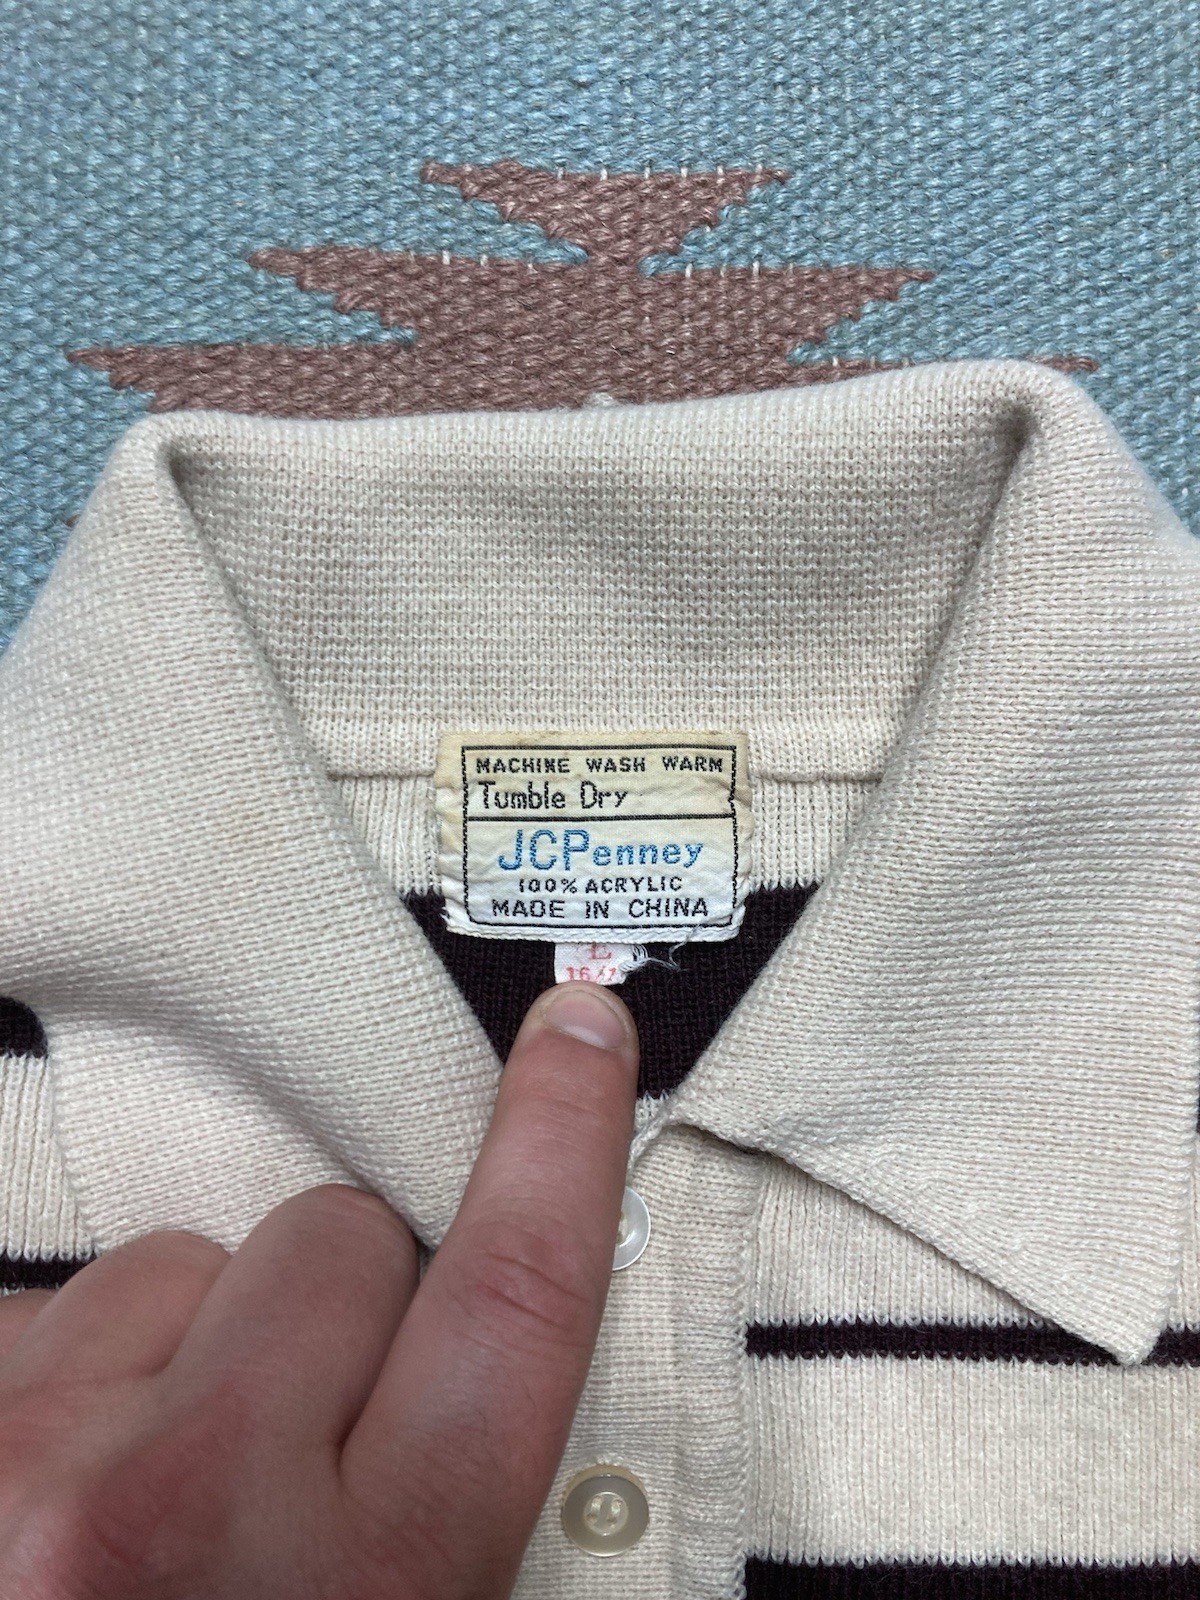 MACHINE WASH WARM
Tumble Dry
JCPenney
100% ACRYLIC
MADE IN CHINA
L